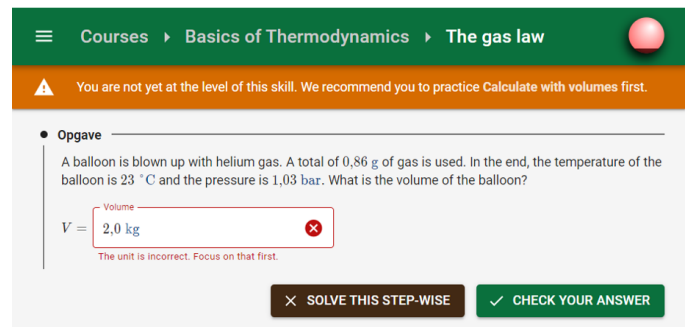 Courses ▸ Basics of Thermodynamics ▸ The gas law
You are not yet at the level of this skill. We recommend you to practice Calculate with volumes first.
Opgave
A balloon is blown up with helium gas. A total of 0,86 g of gas is used. In the end, the temperature of the
balloon is 23 °C and the pressure is 1,03 bar. What is the volume of the balloon?
Volume
V = 2,0 kg
The unit is incorrect. Focus on that first.
SOLVE THIS STEP-WISE CHECK YOUR ANSWER